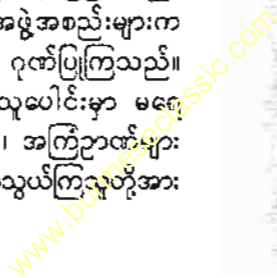 အဖွဲ့အစည်းများက
ဂုဏ်ပြုကြသည်။
သူပေါင်းမှာ မရေ
၊ အကြံဉာဏ်များ
သွယ်ကြသူတို့အား
www.burmeseclassic.com